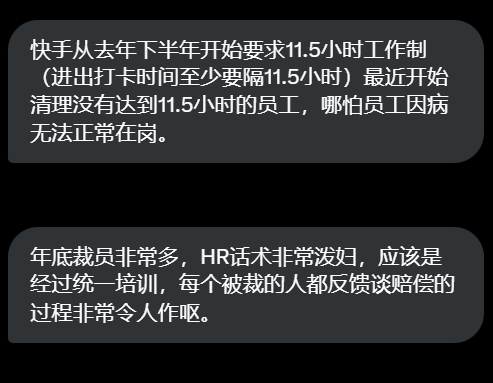 快手从去年下半年开始要求11.5小时工作制
（进出打卡时间至少要隔11.5小时）最近开始
清理没有达到11.5小时的员工，哪怕员工因病
无法正常在岗。
年底裁员非常多，HR话术非常泼妇，应该是
经过统一培训，每个被裁的人都反馈谈赔偿的
过程非常令人作呕。